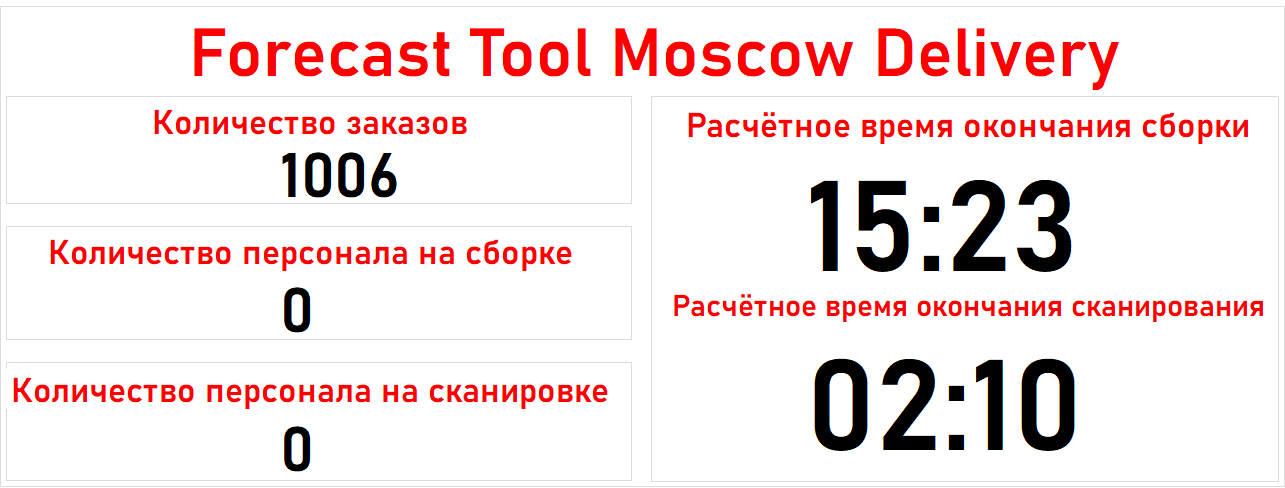 Forecast Tool Moscow Delivery
Количество заказов
1006
Количество персонала на сборке
0
Количество персонала на сканировке
0
Расчётное время окончания сборки
15:23
Расчётное время окончания сканирования
02:10